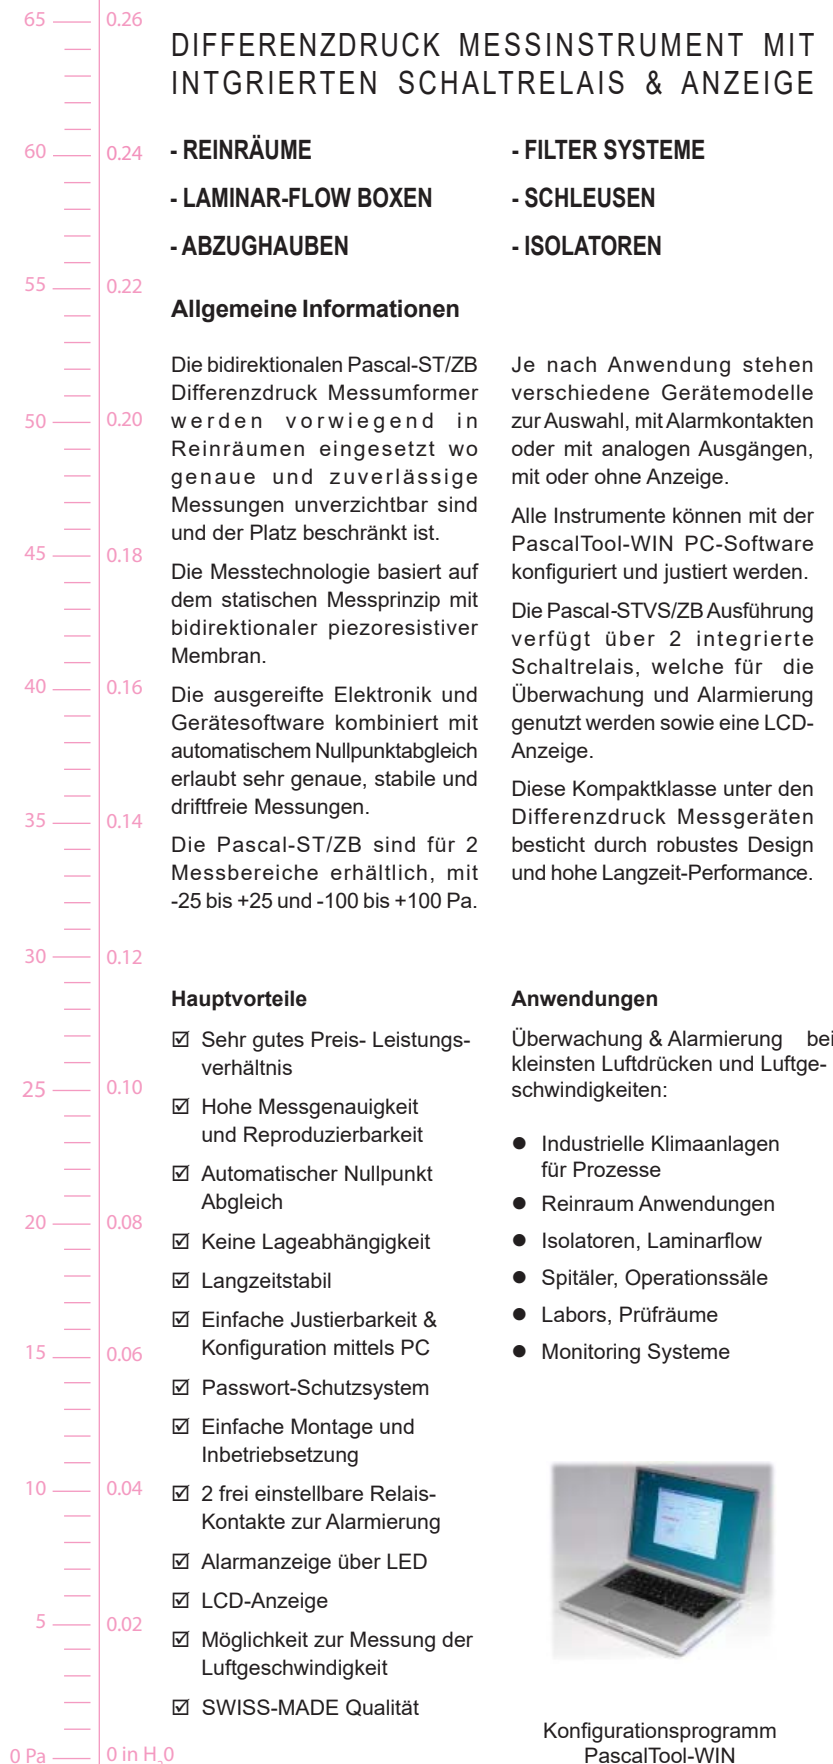 DIFFERENZDRUCK MESSINSTRUMENT MIT
INTGRIERTEN SCHALTRELAIS & ANZEIGE
- REINRÄUME
- LAMINAR-FLOW BOXEN
- ABZUGHAUBEN
- FILTER SYSTEME
- SCHLEUSEN
- ISOLATOREN
Allgemeine Informationen
Die bidirektionalen Pascal-ST/ZB
Differenzdruck Messumformer
werden vorwiegend in
Reinräumen eingesetzt wo
genaue und zuverlässige
Messungen unverzichtbar sind
und der Platz beschränkt ist.
Die Messtechnologie basiert auf
dem statischen Messprinzip mit
bidirektionaler piezoresistiver
Membran.
Die ausgereifte Elektronik und
Gerätesoftware kombiniert mit
automatischem Nullpunktabgleich
erlaubt sehr genaue, stabile und
driftfreie Messungen.
Die Pascal-ST/ZB sind für 2
Messbereiche erhältlich, mit
-25 bis +25 und -100 bis +100 Pa.
Je nach Anwendung stehen
verschiedene Gerätemodelle
zur Auswahl, mit Alarmkontakten
oder mit analogen Ausgängen,
mit oder ohne Anzeige.
Alle Instrumente können mit der
PascalTool-WIN PC-Software
konfiguriert und justiert werden.
Die Pascal-STVS/ZB Ausführung
verfügt über 2 integrierte
Schaltrelais, welche für die
Überwachung und Alarmierung
genutzt werden sowie eine LCD-
Anzeige.
Diese Kompaktklasse unter den
Differenzdruck Messgeräten
besticht durch robustes Design
und hohe Langzeit-Performance.
Hauptvorteile
☑ Sehr gutes Preis- Leistungs-
verhältnis
☑ Hohe Messgenauigkeit
und Reproduzierbarkeit
☑ Automatischer Nullpunkt
Abgleich
☑ Keine Lageabhängigkeit
☑ Langzeitstabil
☑ Einfache Justierbarkeit &
Konfiguration mittels PC
☑ Passwort-Schutzsystem
☑ Einfache Montage und
Inbetriebsetzung
☑ 2 frei einstellbare Relais-
Kontakte zur Alarmierung
☑ Alarmanzeige über LED
☑ LCD-Anzeige
☑ Möglichkeit zur Messung der
Luftgeschwindigkeit
☑ SWISS-MADE Qualität
Anwendungen
Überwachung & Alarmierung bei
kleinsten Luftdrücken und Luftge-
schwindigkeiten:
● Industrielle Klimaanlagen
für Prozesse
● Reinraum Anwendungen
● Isolatoren, Laminarflow
● Spitäler, Operationssäle
● Labors, Prüfräume
● Monitoring Systeme
Konfigurationsprogramm
PascalTool-WIN
65 0.26
60 0.24
55 0.22
50 0.20
45 0.18
40 0.16
35 0.14
30 0.12
25 0.10
20 0.08
15 0.06
10 0.04
5 0.02
0 Pa 0 in H₂0